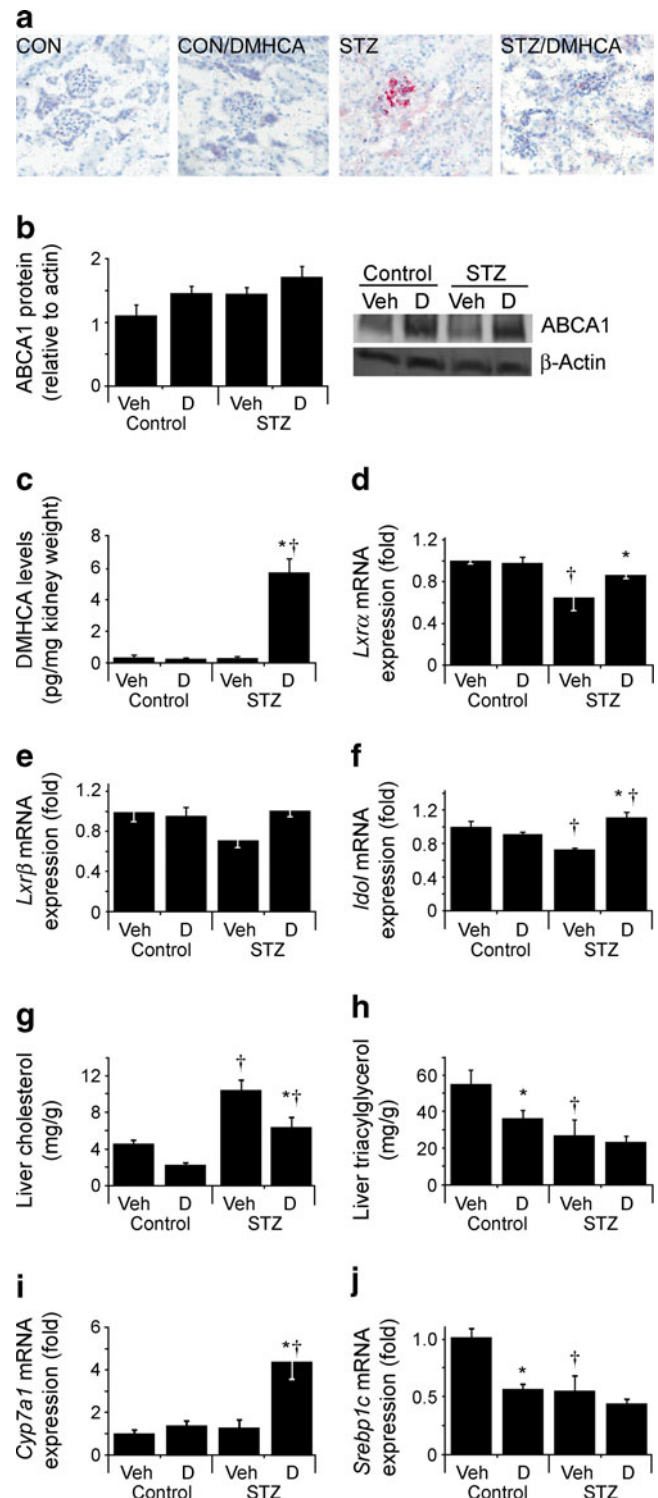 a
CON CON/DMHCA STZ STZ/DMHCA
b
ABCA1 protein
(relative to actin)
2
1
0
Veh D Veh D
Control STZ
Control STZ
Veh D Veh D
ABCA1
β-Actin
c
DMHCA levels
(pg/mg kidney weight)
8
6
4
2
0
*†
Veh D Veh D
Control STZ
d
Lxrα mRNA
expression (fold)
1.2
0.8
0.4
0
†
*
Veh D Veh D
Control STZ
e
Lxrβ mRNA
expression (fold)
1.2
0.8
0.4
0
Veh D Veh D
Control STZ
f
Idol mRNA
expression (fold)
1.2
0.8
0.4
0
†
*†
Veh D Veh D
Control STZ
g
Liver cholesterol
(mg/g)
12
8
4
0
†
*†
Veh D Veh D
Control STZ
h
Liver triacylglycerol
(mg/g)
60
40
20
0
*
†
Veh D Veh D
Control STZ
i
Cyp7a1 mRNA
expression (fold)
6
4
2
0
*†
Veh D Veh D
Control STZ
j
Srebp1c mRNA
expression (fold)
1.0
0.5
0
*
†
Veh D Veh D
Control STZ